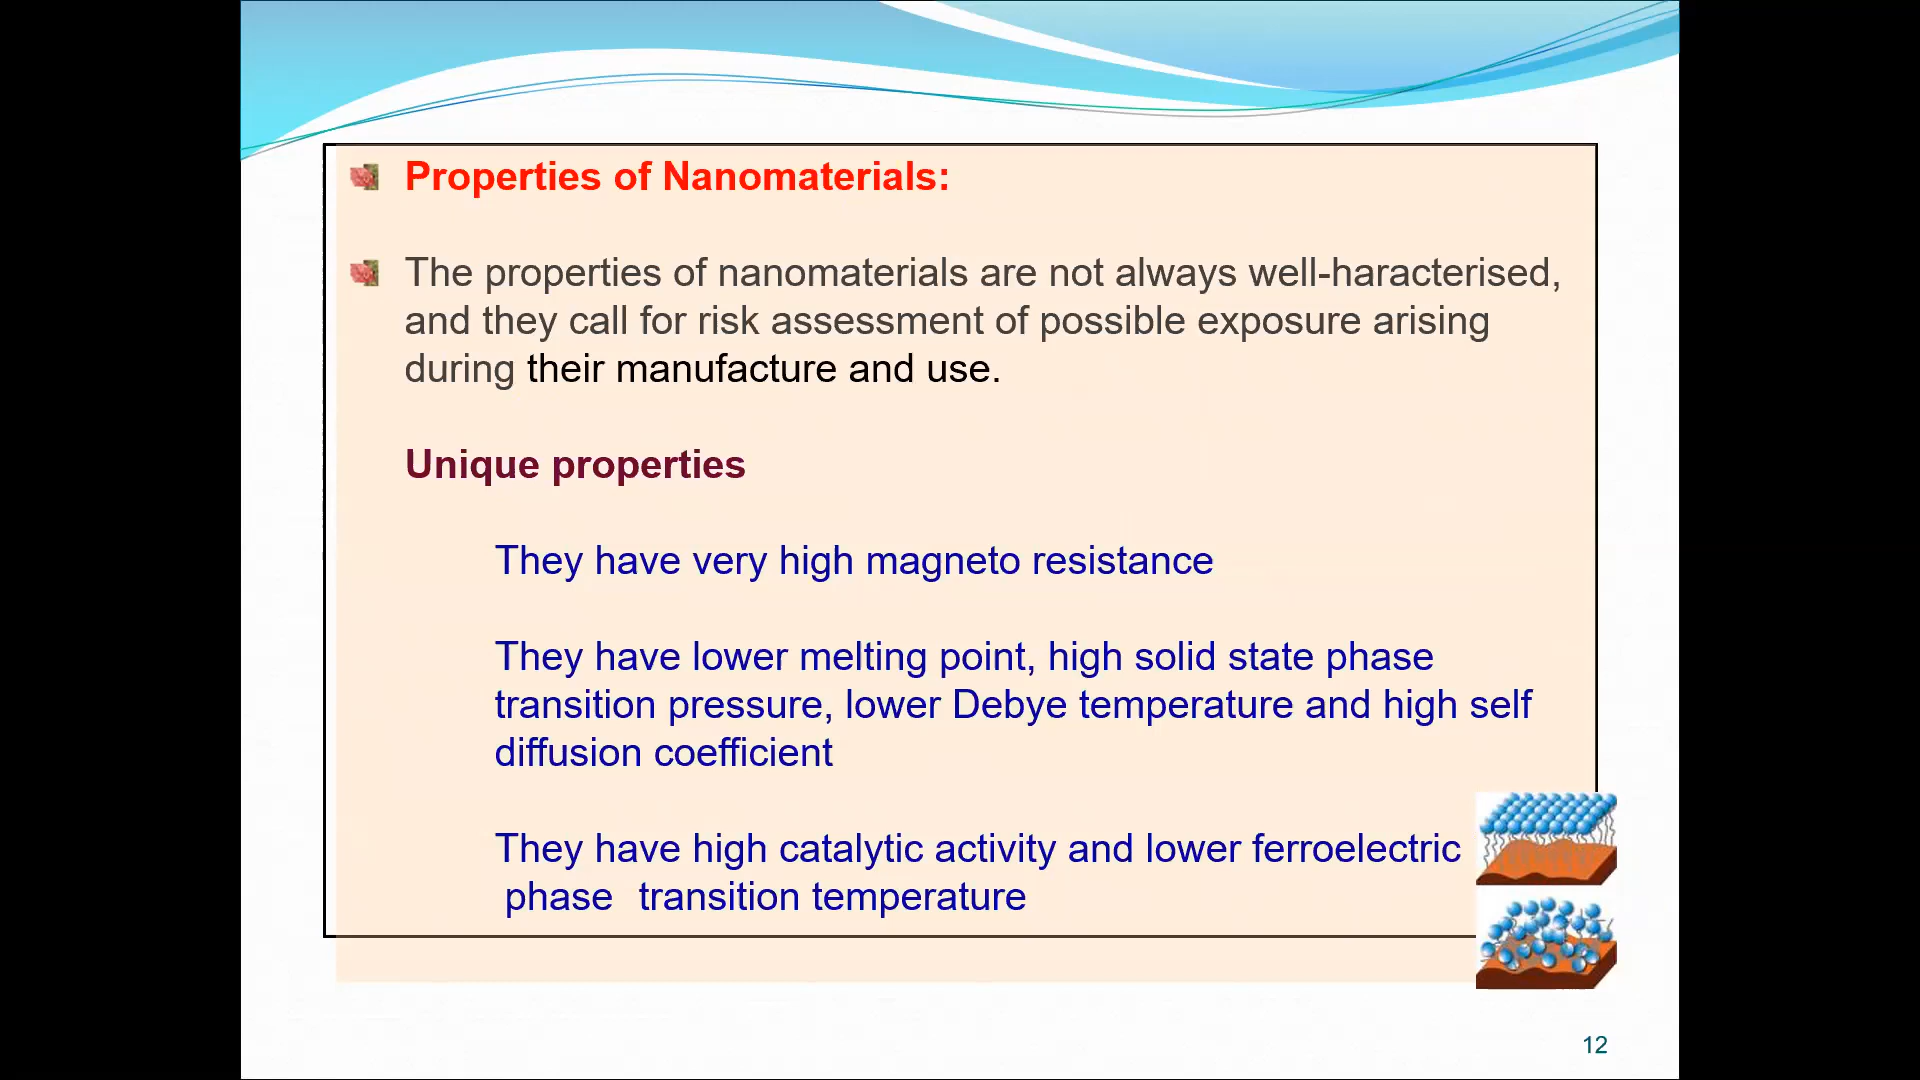 Properties of Nanomaterials:
The properties of nanomaterials are not always well-haracterised,
and they call for risk assessment of possible exposure arising
during their manufacture and use.
Unique properties
They have very high magneto resistance
They have lower melting point, high solid state phase
transition pressure, lower Debye temperature and high self
diffusion coefficient
They have high catalytic activity and lower ferroelectric
phase transition temperature
12